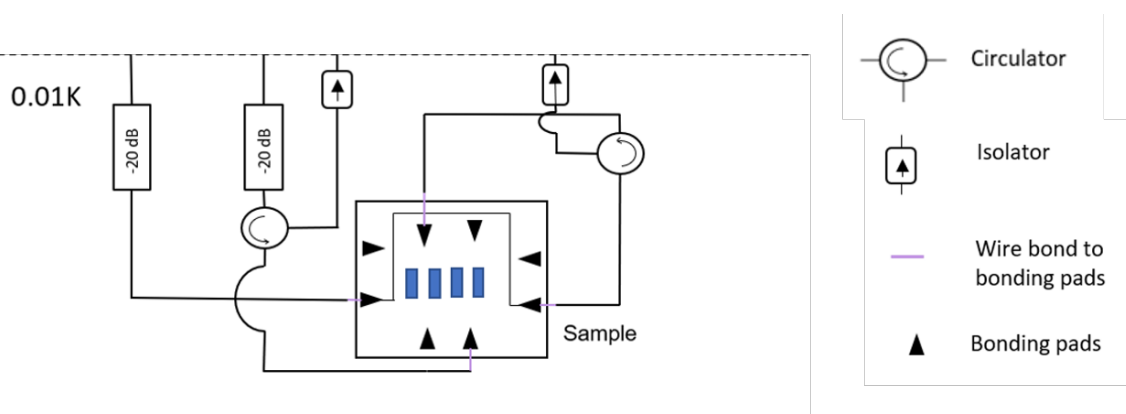 0.01K
-20 dB
-20 dB
Sample
Circulator
Isolator
Wire bond to
bonding pads
Bonding pads